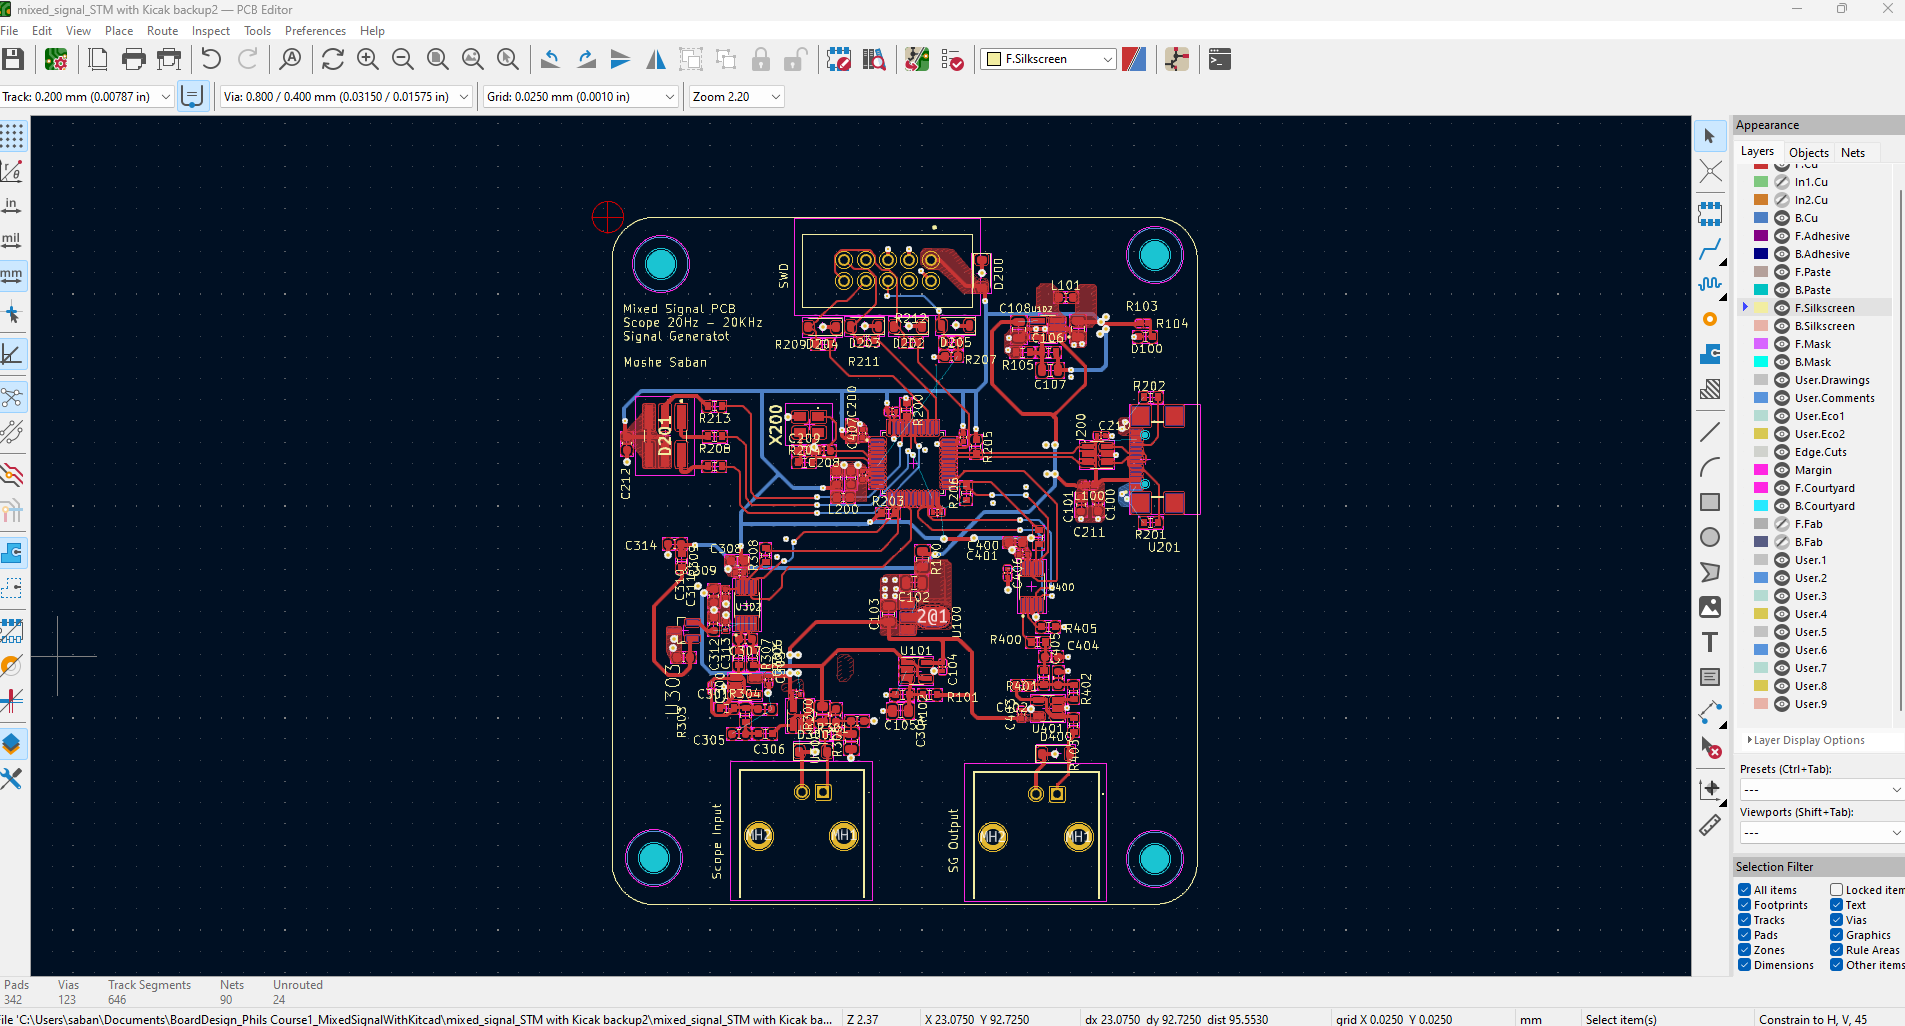 mixed_signal_STM with Kicak backup2 — PCB Editor
File Edit View Place Route Inspect Tools Preferences Help
F.Silkscreen
Track: 0.200 mm (0.00787 in)
Via: 0.800 / 0.400 mm (0.03150 / 0.01575 in)
Grid: 0.0250 mm (0.0010 in)
Zoom 2.20
in
mil
mm
SWD
D200
Mixed Signal PCB
Scope 20Hz – 20KHz
Signal Generatot
Moshe Saban
R209 D204 D203 R212 D202 D205
R211
R207
L101
C108 U102
R103
R104
C106
D100
R105
C107
R202
D201
R213
R208
C212
X200
C209
C208
C200
R200
R205
L200
R203
R206
L100
C101
C100
C211
R201
U201
C314
C308
R308
C309
C310
U302
C312
C313
C307
R307
U303
C301
R304
R303
C305
C306
R300
R100
C102
C103
2@1
U100
U101
C104
R101
R102
C105
C400
C401
C406
U400
R405
R400
C405
C404
R401
R402
U401
D400
R403
Scope Input
MH2
MH1
SG Output
MH2
MH1
Appearance
Layers Objects Nets
F.Cu
In1.Cu
In2.Cu
B.Cu
F.Adhesive
B.Adhesive
F.Paste
B.Paste
F.Silkscreen
B.Silkscreen
F.Mask
B.Mask
User.Drawings
User.Comments
User.Eco1
User.Eco2
Edge.Cuts
Margin
F.Courtyard
B.Courtyard
F.Fab
B.Fab
User.1
User.2
User.3
User.4
User.5
User.6
User.7
User.8
User.9
Layer Display Options
Presets (Ctrl+Tab):
---
Viewports (Shift+Tab):
---
Selection Filter
All items Locked item
Footprints Text
Tracks Vias
Pads Graphics
Zones Rule Areas
Dimensions Other items
Pads Vias Track Segments Nets Unrouted
342 123 646 90 24
File 'C:\Users\saban\Documents\BoardDesign_Phils Course1_MixedSignalWithKitcad\mixed_signal_STM with Kicak backup2\mixed_signal_STM with Kicak ba... Z 2.37 X 23.0750 Y 92.7250 dx 23.0750 dy 92.7250 dist 95.5530 grid X 0.0250 Y 0.0250 mm Select item(s) Constrain to H, V, 45